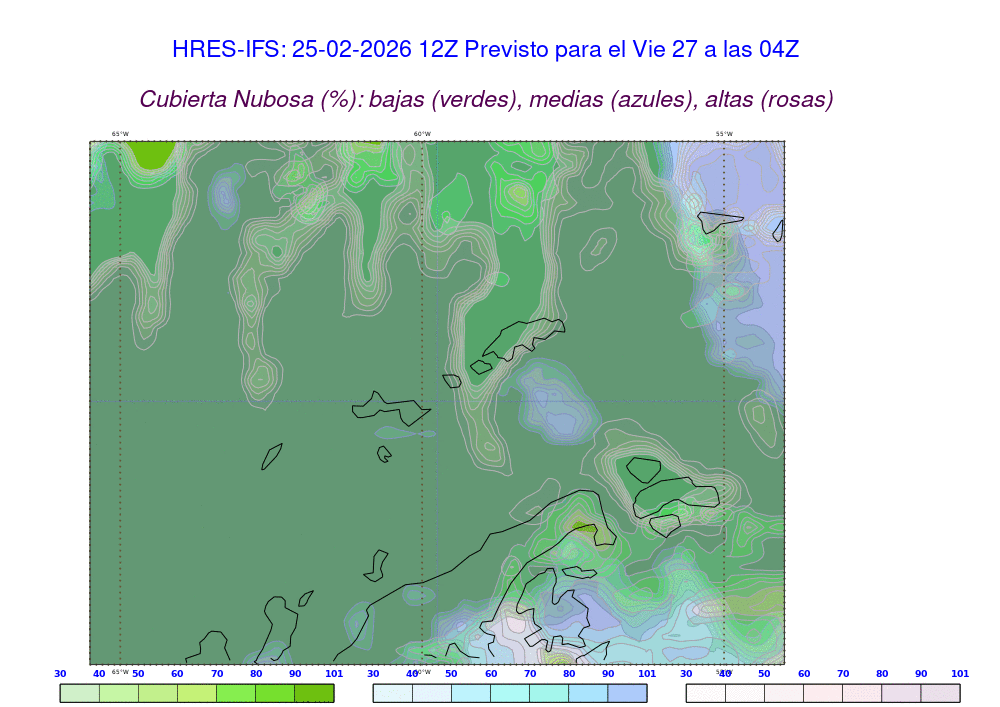 HRES-IFS: 25-02-2026 12Z Previsto para el Vie 27 a las 04Z
Cubierta Nubosa (%): bajas (verdes), medias (azules), altas (rosas)
65°W 60°W 55°W
65°W
30 40 50 60 70 80 90 101 30 40 50 60 70 80 90 101 30 40 50 60 70 80 90 101